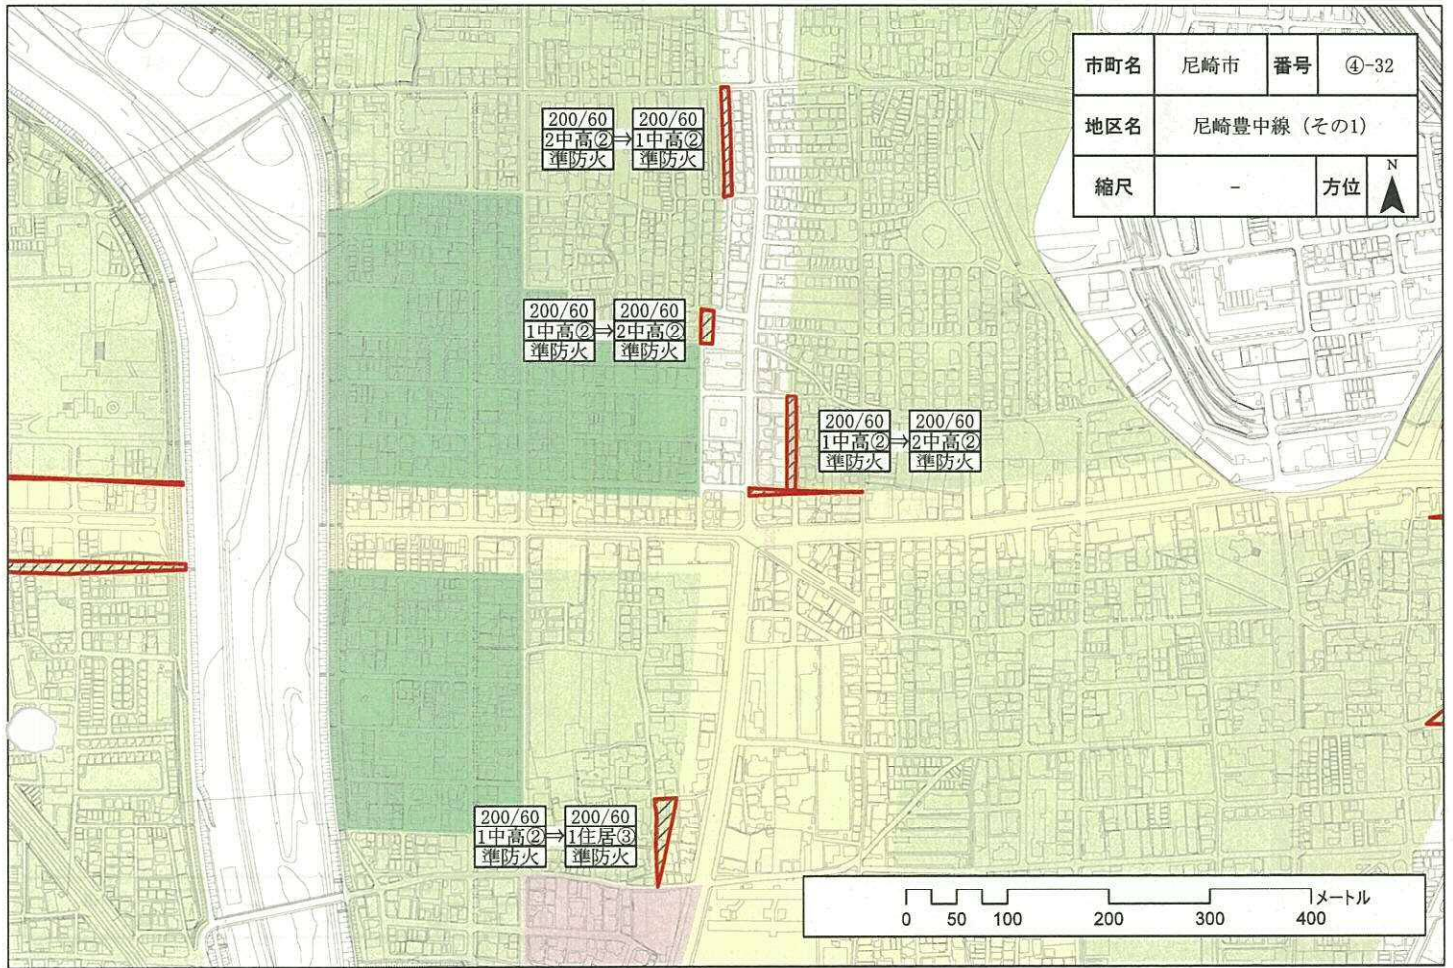 市町名 尼崎市 番号 ④-32
地区名 尼崎豊中線（その1）
縮尺 - 方位 N
200/60 200/60
2中高②⇒1中高②
準防火 準防火
200/60 200/60
1中高②⇒2中高②
準防火 準防火
200/60 200/60
1中高②⇒2中高②
準防火 準防火
200/60 200/60
1中高②⇒1住居③
準防火 準防火
メートル
0 50 100 200 300 400